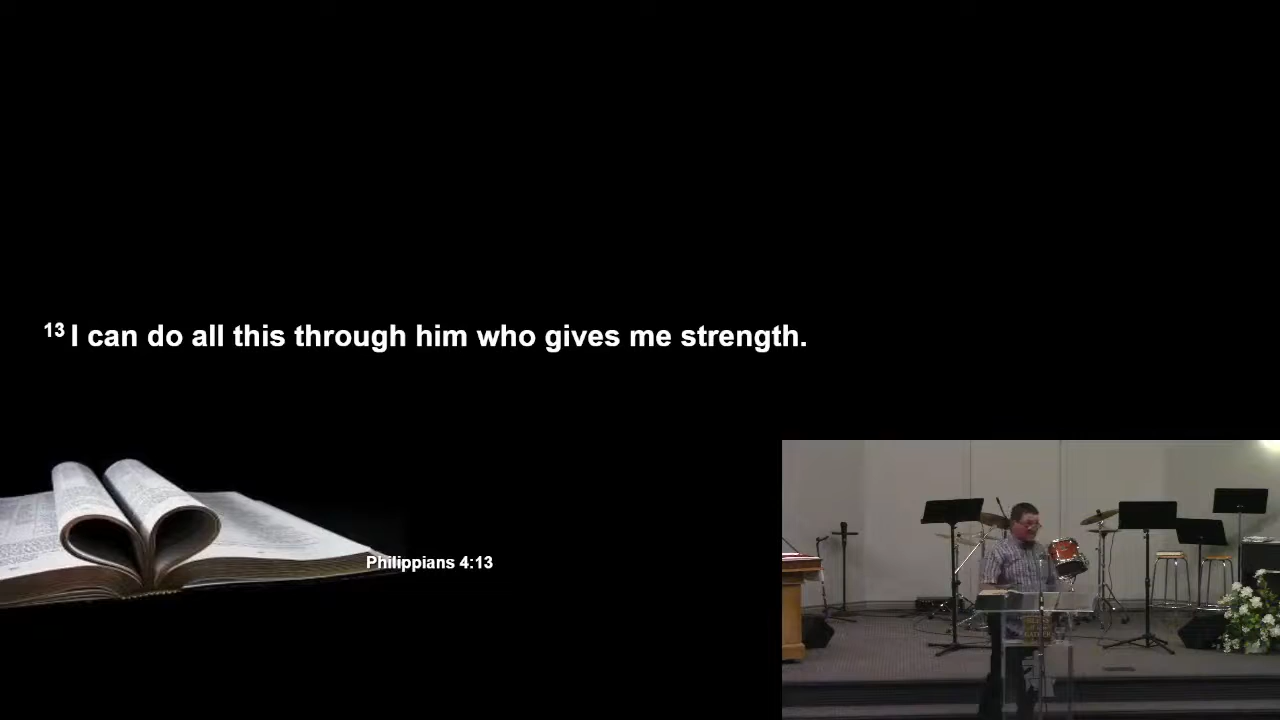 ¹³ I can do all this through him who gives me strength.
Philippians 4:13